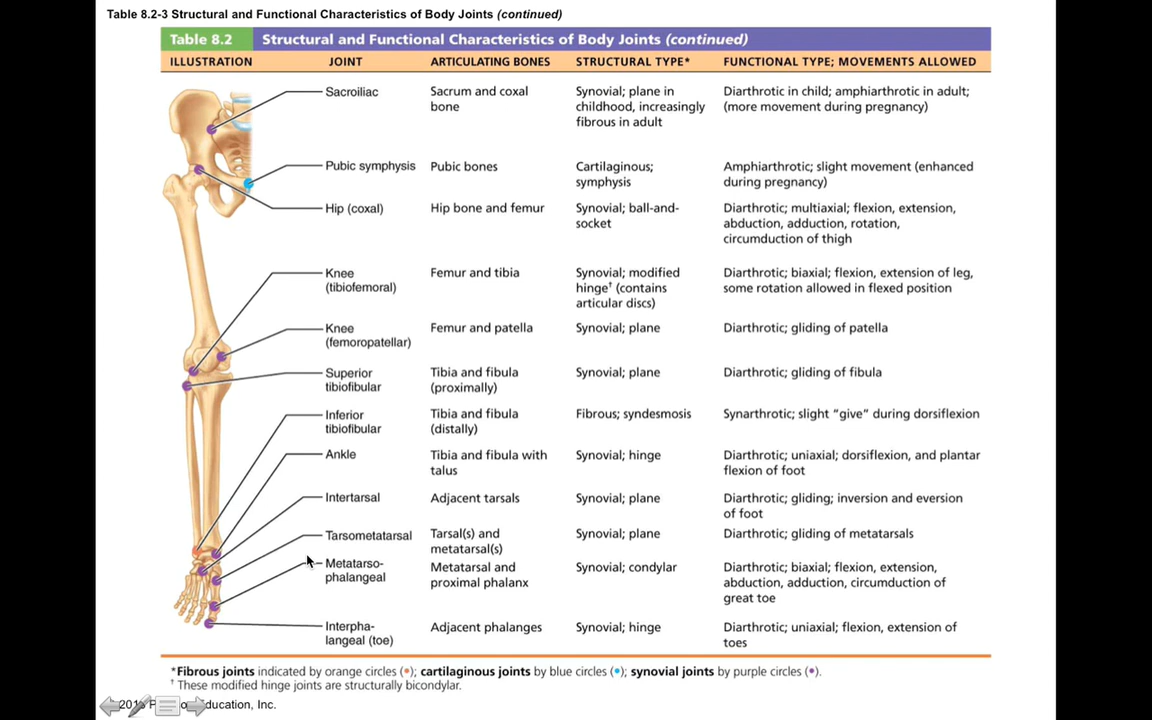 Table 8.2-3 Structural and Functional Characteristics of Body Joints (continued)
Table 8.2 Structural and Functional Characteristics of Body Joints (continued)
ILLUSTRATION JOINT ARTICULATING BONES STRUCTURAL TYPE* FUNCTIONAL TYPE; MOVEMENTS ALLOWED
Sacroiliac Sacrum and coxal Synovial; plane in Diarthrotic in child; amphiarthrotic in adult;
bone childhood, increasingly (more movement during pregnancy)
fibrous in adult
Pubic symphysis Pubic bones Cartilaginous; Amphiarthrotic; slight movement (enhanced
symphysis during pregnancy)
Hip (coxal) Hip bone and femur Synovial; ball-and- Diarthrotic; multiaxial; flexion, extension,
socket abduction, adduction, rotation,
circumduction of thigh
Knee Femur and tibia Synovial; modified Diarthrotic; biaxial; flexion, extension of leg,
(tibiofemoral) hinge† (contains some rotation allowed in flexed position
articular discs)
Knee Femur and patella Synovial; plane Diarthrotic; gliding of patella
(femoropatellar)
Superior Tibia and fibula Synovial; plane Diarthrotic; gliding of fibula
tibiofibular (proximally)
Inferior Tibia and fibula Fibrous; syndesmosis Synarthrotic; slight “give” during dorsiflexion
tibiofibular (distally)
Ankle Tibia and fibula with Synovial; hinge Diarthrotic; uniaxial; dorsiflexion, and plantar
talus flexion of foot
Intertarsal Adjacent tarsals Synovial; plane Diarthrotic; gliding; inversion and eversion
of foot
Tarsometatarsal Tarsal(s) and Synovial; plane Diarthrotic; gliding of metatarsals
metatarsal(s)
Metatarso- Metatarsal and Synovial; condylar Diarthrotic; biaxial; flexion, extension,
phalangeal proximal phalanx abduction, adduction, circumduction of
great toe
Interpha- Adjacent phalanges Synovial; hinge Diarthrotic; uniaxial; flexion, extension of
langeal (toe) toes
*Fibrous joints indicated by orange circles (•); cartilaginous joints by blue circles (•); synovial joints by purple circles (•).
† These modified hinge joints are structurally bicondylar.
Inc.